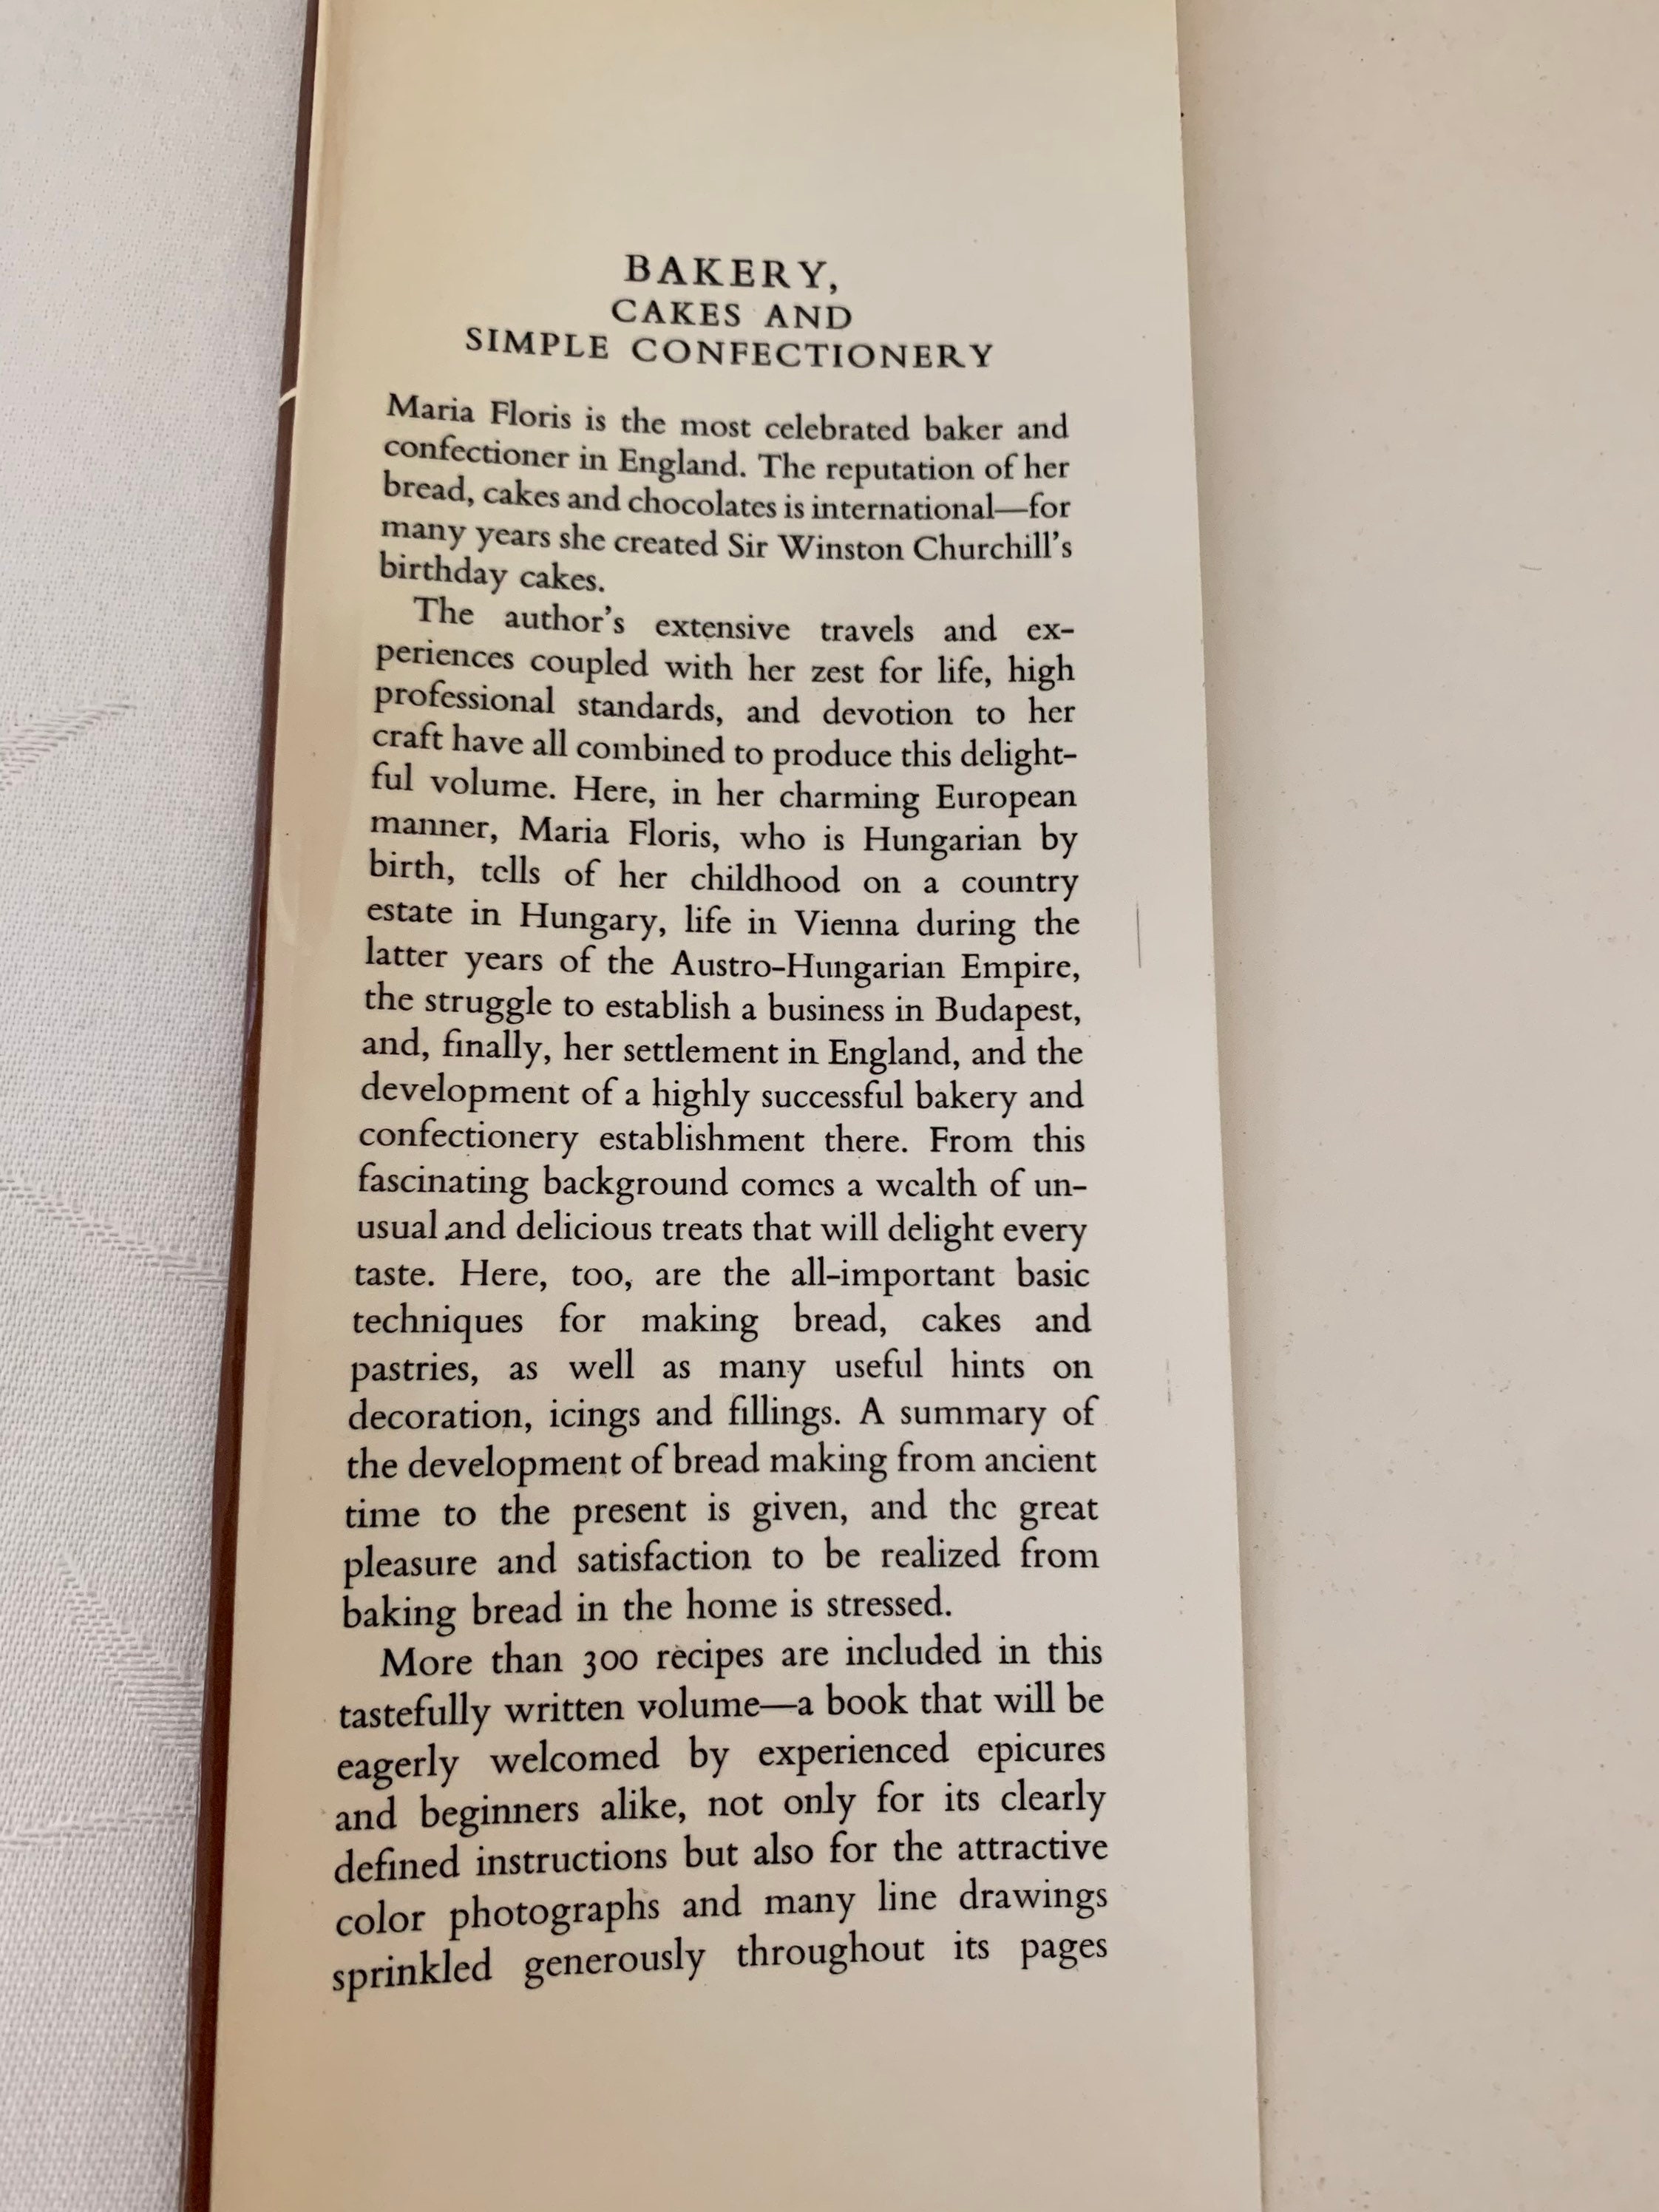 BAKERY,
CAKES AND
SIMPLE CONFECTIONERY
Maria Floris is the most celebrated baker and
confectioner in England. The reputation of her
bread, cakes and chocolates is international—for
many years she created Sir Winston Churchill's
birthday cakes.
The author's extensive travels and ex-
periences coupled with her zest for life, high
professional standards, and devotion to her
craft have all combined to produce this delight-
ful volume. Here, in her charming European
manner, Maria Floris, who is Hungarian by
birth, tells of her childhood on a country
estate in Hungary, life in Vienna during the
latter years of the Austro-Hungarian Empire,
the struggle to establish a business in Budapest,
and, finally, her settlement in England, and the
development of a highly successful bakery and
confectionery establishment there. From this
fascinating background comes a wealth of un-
usual and delicious treats that will delight every
taste. Here, too, are the all-important basic
techniques for making bread, cakes and
pastries, as well as many useful hints on
decoration, icings and fillings. A summary of
the development of bread making from ancient
time to the present is given, and the great
pleasure and satisfaction to be realized from
baking bread in the home is stressed.
More than 300 recipes are included in this
tastefully written volume—a book that will be
eagerly welcomed by experienced epicures
and beginners alike, not only for its clearly
defined instructions but also for the attractive
color photographs and many line drawings
sprinkled generously throughout its pages